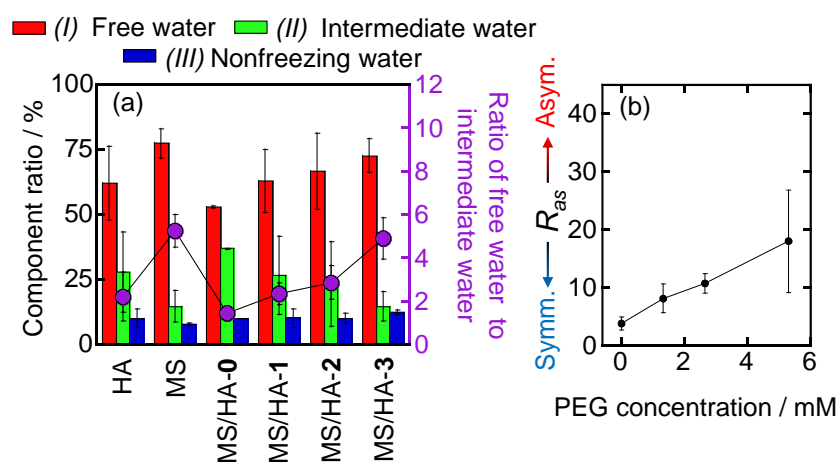 (I) Free water
(II) Intermediate water
(III) Nonfreezing water
(a)
Component ratio / %
100
75
50
25
0
12
10
8
6
4
2
0
Ratio of free water to
intermediate water
HA
MS
MS/HA-0
MS/HA-1
MS/HA-2
MS/HA-3
(b)
Symm.
Ras
Asym.
40
30
20
10
0
0
2
4
6
PEG concentration / mM